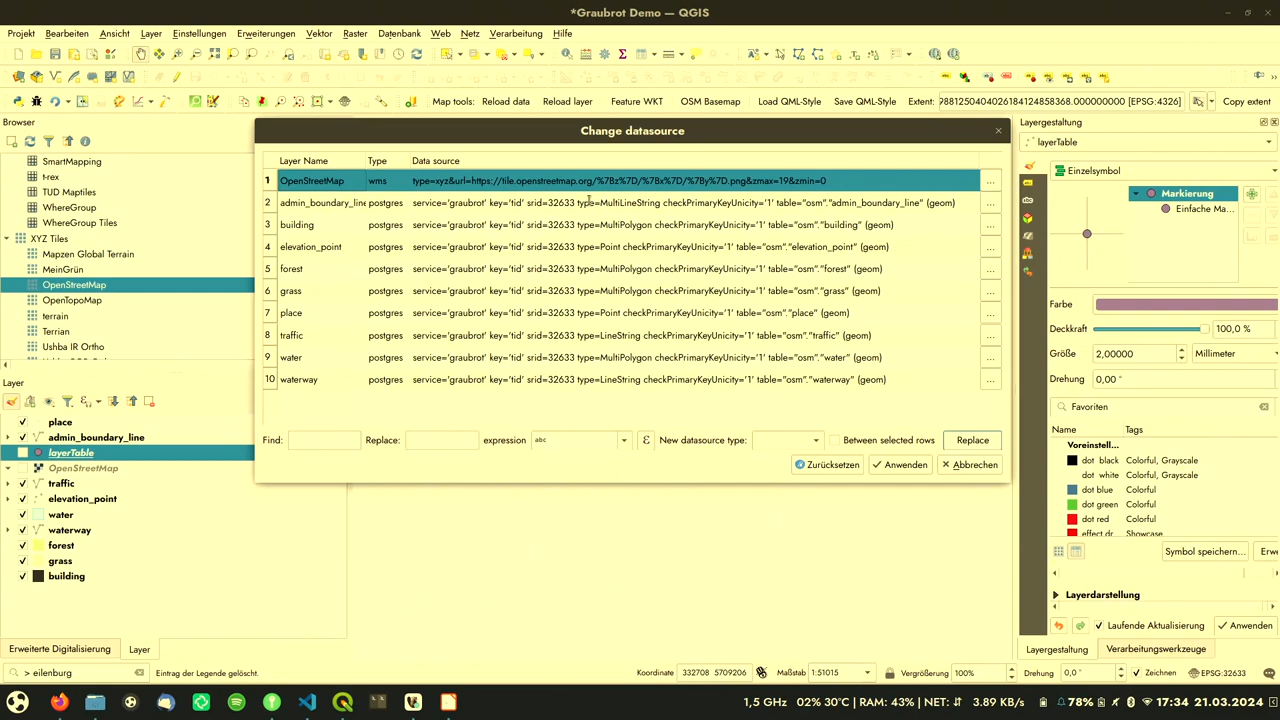 *Graubrot Demo — QGIS
Projekt Bearbeiten Ansicht Layer Einstellungen Erweiterungen Vektor Raster Datenbank Web Netz Verarbeitung Hilfe
Map tools: Reload data Reload layer Feature WKT OSM Basemap Load QML-Style Save QML-Style Extent: 98812504040261841248583​68.000000000 [EPSG:4326] Copy extent
Browser
SmartMapping
t-rex
TUD Maptiles
WhereGroup
WhereGroup Tiles
XYZ Tiles
Mapzen Global Terrain
MeinGrün
OpenStreetMap
OpenTopoMap
terrain
Terrian
Ushba IR Ortho
Layer
place
admin_boundary_line
layerTable
OpenStreetMap
traffic
elevation_point
water
waterway
forest
grass
building
Erweiterte Digitalisierung Layer
Change datasource
Layer Name Type Data source
1 OpenStreetMap wms type=xyz&url=https://tile.openstreetmap.org/%7Bz%7D/%7Bx%7D/%7By%7D.png&zmax=19&zmin=0
2 admin_boundary_line postgres service='graubrot' key='tid' srid=32633 type=MultiLineString checkPrimaryKeyUnicity='1' table="osm"."admin_boundary_line" (geom)
3 building postgres service='graubrot' key='tid' srid=32633 type=MultiPolygon checkPrimaryKeyUnicity='1' table="osm"."building" (geom)
4 elevation_point postgres service='graubrot' key='tid' srid=32633 type=Point checkPrimaryKeyUnicity='1' table="osm"."elevation_point" (geom)
5 forest postgres service='graubrot' key='tid' srid=32633 type=MultiPolygon checkPrimaryKeyUnicity='1' table="osm"."forest" (geom)
6 grass postgres service='graubrot' key='tid' srid=32633 type=MultiPolygon checkPrimaryKeyUnicity='1' table="osm"."grass" (geom)
7 place postgres service='graubrot' key='tid' srid=32633 type=Point checkPrimaryKeyUnicity='1' table="osm"."place" (geom)
8 traffic postgres service='graubrot' key='tid' srid=32633 type=LineString checkPrimaryKeyUnicity='1' table="osm"."traffic" (geom)
9 water postgres service='graubrot' key='tid' srid=32633 type=MultiPolygon checkPrimaryKeyUnicity='1' table="osm"."water" (geom)
10 waterway postgres service='graubrot' key='tid' srid=32633 type=LineString checkPrimaryKeyUnicity='1' table="osm"."waterway" (geom)
Find: Replace: expression abc ε New datasource type: Between selected rows Replace
Zurücksetzen Anwenden Abbrechen
Layergestaltung
layerTable
Einzelsymbol
Markierung
Einfache Ma...
Farbe
Deckkraft 100,0 %
Größe 2,00000 Millimeter
Drehung 0,00 °
Favoriten
Name Tags
Voreinstell...
dot black Colorful, Grayscale
dot white Colorful, Grayscale
dot blue Colorful
dot green Colorful
dot red Colorful
effect dr Showcase
Symbol speichern... Erwe
Layerdarstellung
Laufende Aktualisierung Anwenden
Layergestaltung Verarbeitungswerkzeuge
> eilenburg Eintrag der Legende gelöscht. Koordinate 332708 5709206 Maßstab 1:51015 Vergrößerung 100% Drehung 0,0 ° Zeichnen EPSG:32633
1,5 GHz 02% 30°C | RAM: 43% | NET: 3.89 KB/s 78% 17:34 21.03.2024